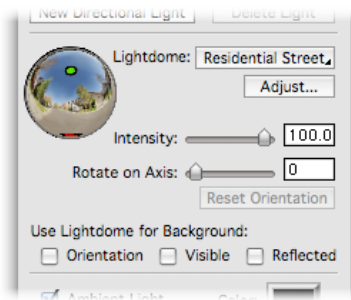 New Directional Light Delete Light
Lightdome: Residential Street
Adjust...
Intensity: 100.0
Rotate on Axis: 0
Reset Orientation
Use Lightdome for Background:
Orientation Visible Reflected
Ambient Light Color: